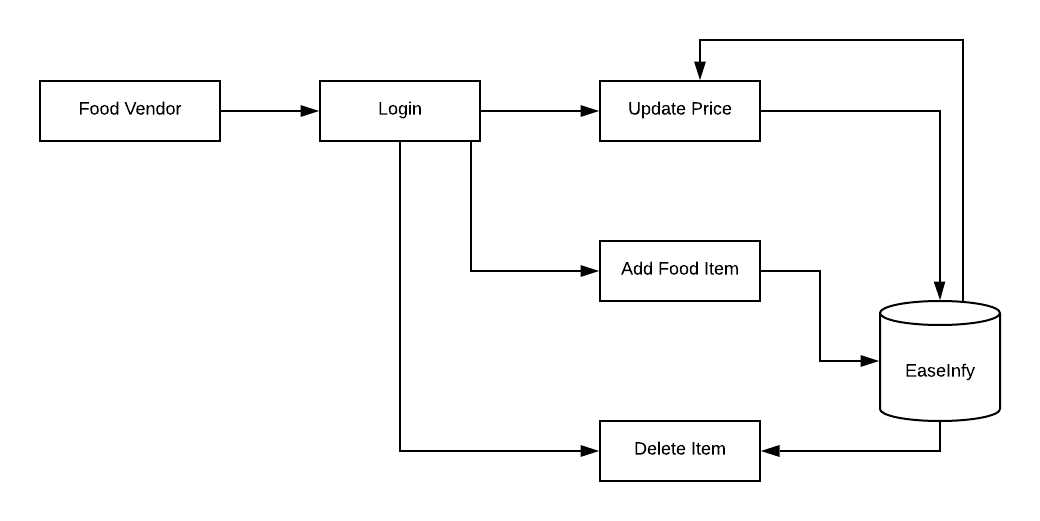 Food Vendor
Login
Update Price
Add Food Item
EaseInfy
Delete Item